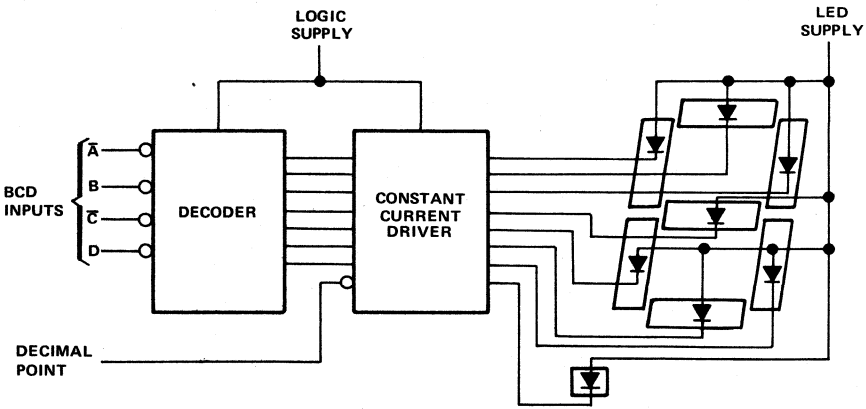 LOGIC
SUPPLY
LED
SUPPLY
BCD
INPUTS
A̅
B
C̅
D
DECODER
CONSTANT
CURRENT
DRIVER
DECIMAL
POINT